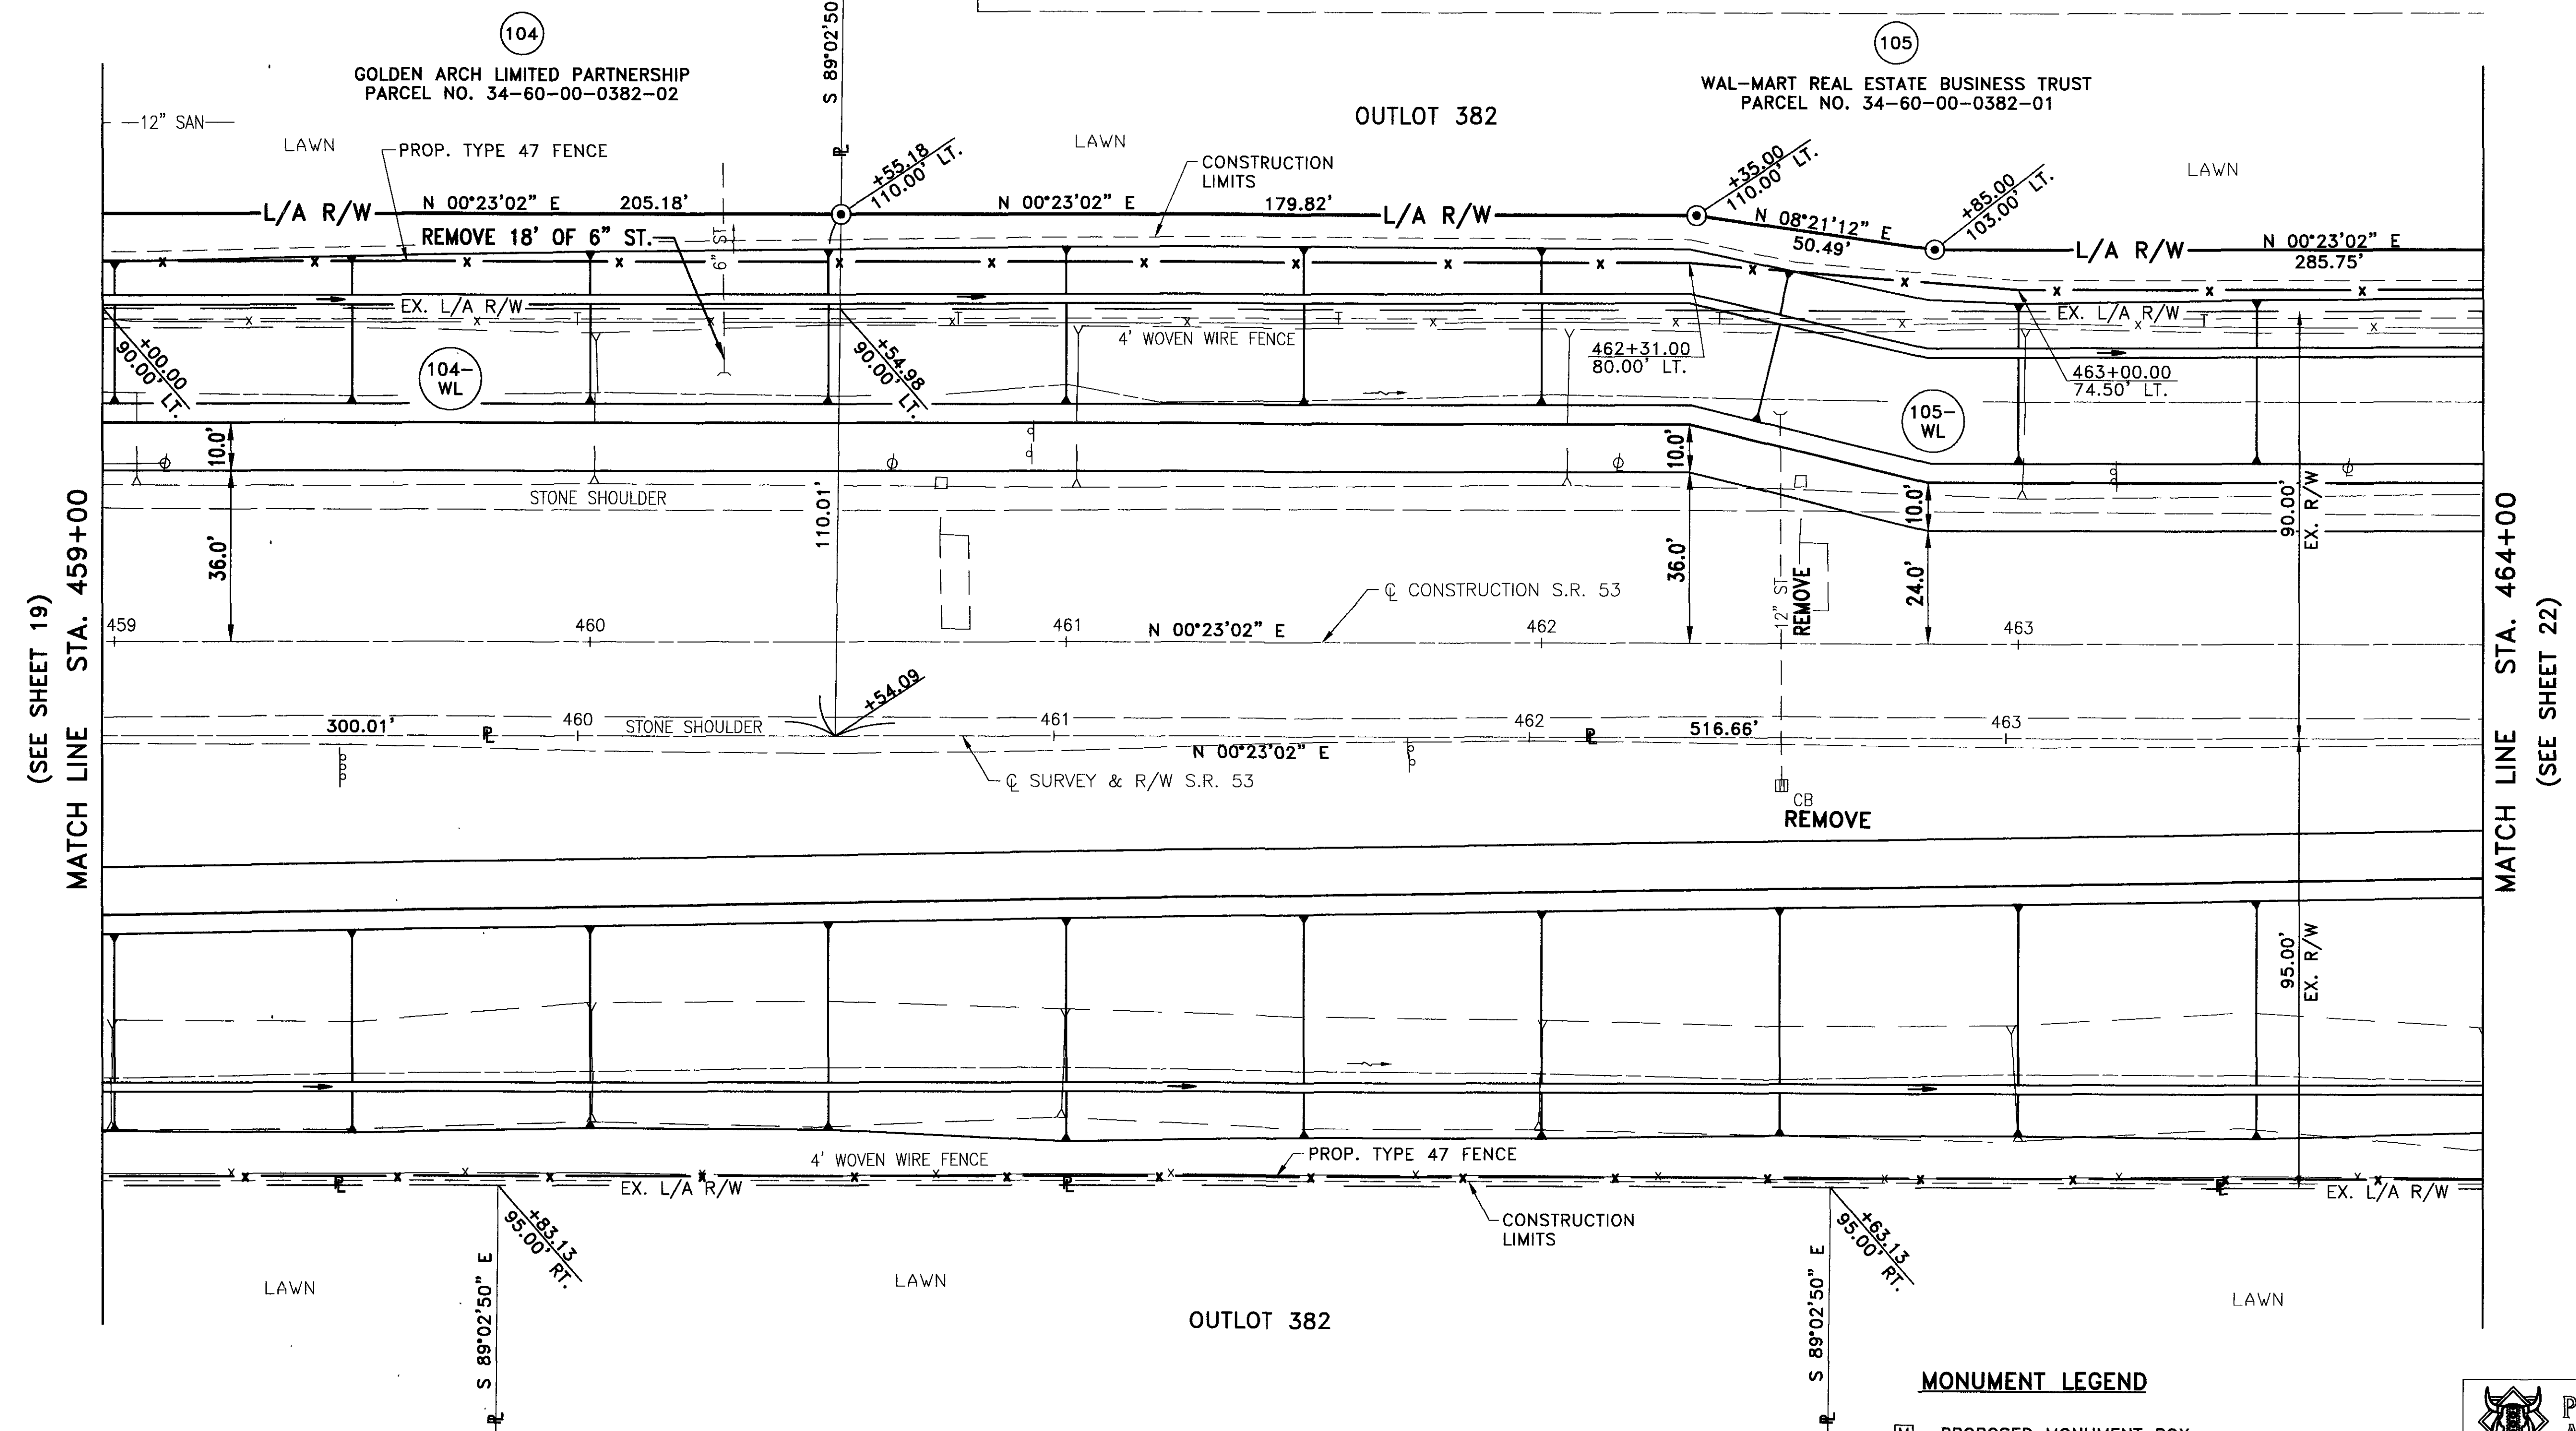 104
GOLDEN ARCH LIMITED PARTNERSHIP
PARCEL NO. 34-60-00-0382-02
S 89°02'50
105
WAL-MART REAL ESTATE BUSINESS TRUST
PARCEL NO. 34-60-00-0382-01
OUTLOT 382
12" SAN
LAWN
PROP. TYPE 47 FENCE
LAWN
CONSTRUCTION
LIMITS
LAWN
+55.18
110.00' LT.
+35.00
110.00' LT.
+85.00
103.00' LT.
L/A R/W
N 00°23'02" E
205.18'
N 00°23'02" E
179.82'
L/A R/W
N 08°21'12" E
50.49'
L/A R/W
N 00°23'02" E
285.75'
REMOVE 18' OF 6" ST.
6" ST
EX. L/A R/W
EX. L/A R/W
4' WOVEN WIRE FENCE
+00.00
90.00' LT.
104-
WL
+54.98
90.00' LT.
462+31.00
80.00' LT.
463+00.00
74.50' LT.
105-
WL
10.0'
10.0'
10.0'
STONE SHOULDER
36.0'
110.01'
36.0'
12" ST
REMOVE
24.0'
90.00'
EX. R/W
℄ CONSTRUCTION S.R. 53
459
460
461
N 00°23'02" E
462
463
(SEE SHEET 19)
MATCH LINE STA. 459+00
MATCH LINE STA. 464+00
(SEE SHEET 22)
+54.09
300.01'
460
STONE SHOULDER
461
462
516.66'
463
N 00°23'02" E
℄ SURVEY & R/W S.R. 53
CB
REMOVE
95.00'
EX. R/W
4' WOVEN WIRE FENCE
PROP. TYPE 47 FENCE
EX. L/A R/W
EX. L/A R/W
+83.13
95.00' RT.
CONSTRUCTION
LIMITS
+63.13
95.00' RT.
S 89°02'50" E
S 89°02'50" E
LAWN
LAWN
LAWN
OUTLOT 382
MONUMENT LEGEND
PROPOSED MONUMENT BOX